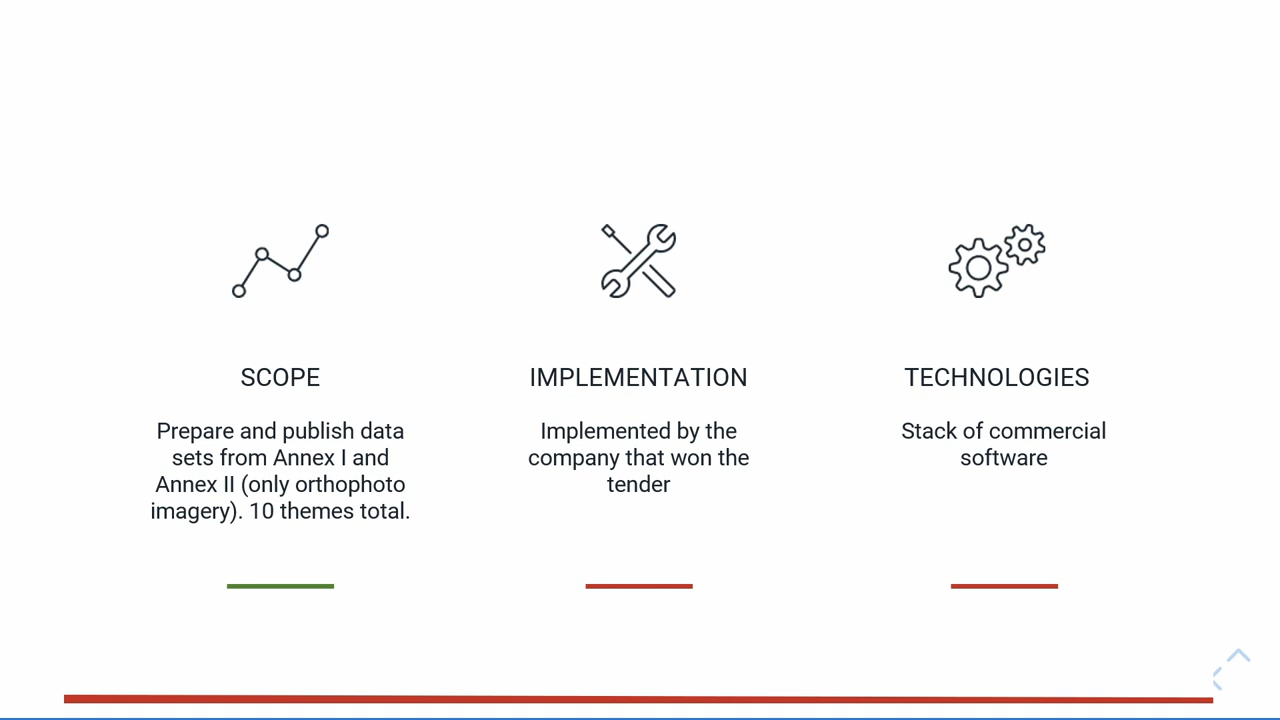 SCOPE
Prepare and publish data
sets from Annex I and
Annex II (only orthophoto
imagery). 10 themes total.
IMPLEMENTATION
Implemented by the
company that won the
tender
TECHNOLOGIES
Stack of commercial
software